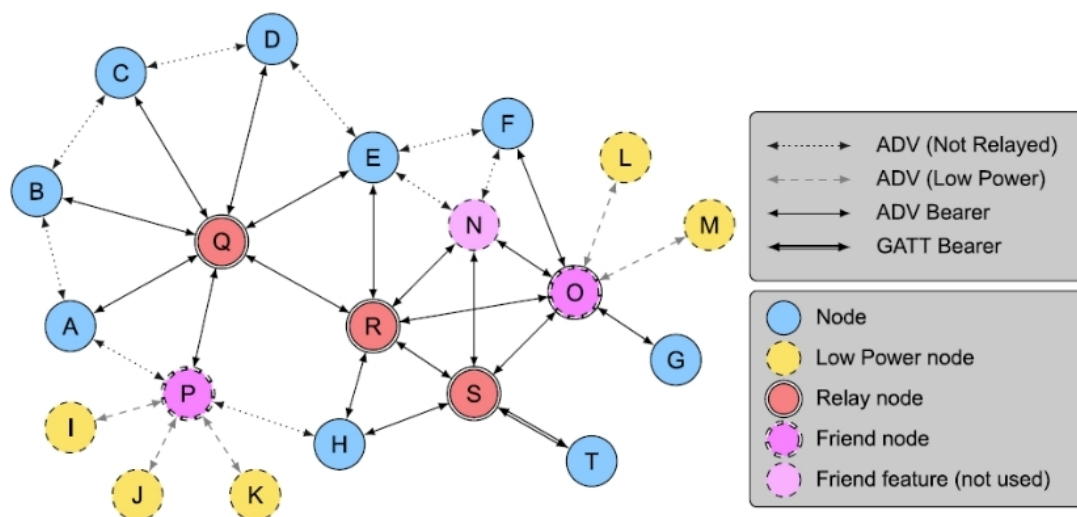 D
C
F
L
E
B
N
M
Q
O
A
R
G
P
S
I
H
T
J
K
ADV (Not Relayed)
ADV (Low Power)
ADV Bearer
GATT Bearer
Node
Low Power node
Relay node
Friend node
Friend feature (not used)